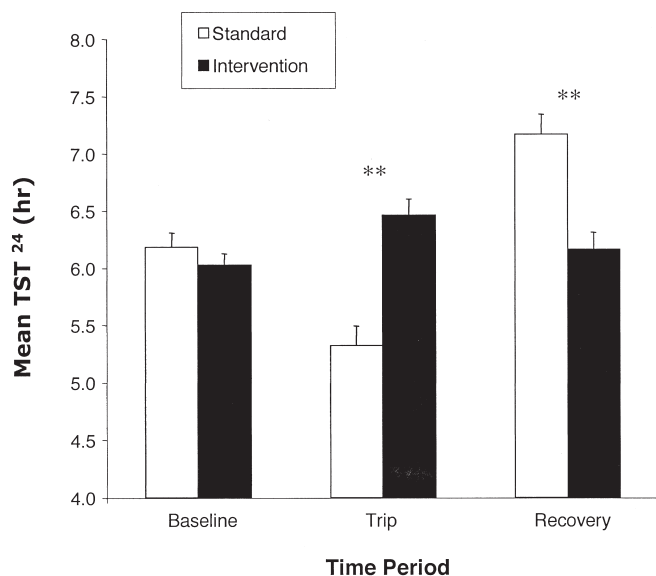 Standard
Intervention
8.0
7.5
7.0
6.5
6.0
5.5
5.0
4.5
4.0
Mean TST 24 (hr)
**
**
Baseline Trip Recovery
Time Period